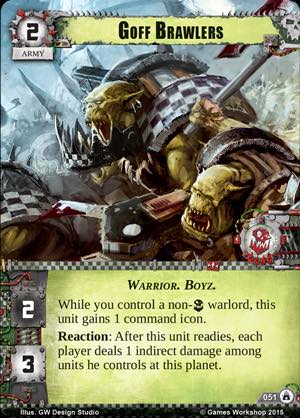 2
GOFF BRAWLERS
ARMY
WARRIOR. BOYZ.
2
While you control a non- warlord, this
unit gains 1 command icon.
Reaction: After this unit readies, each
player deals 1 indirect damage among
units he controls at this planet.
3
051
Illus. GW Design Studio
© Games Workshop 2015